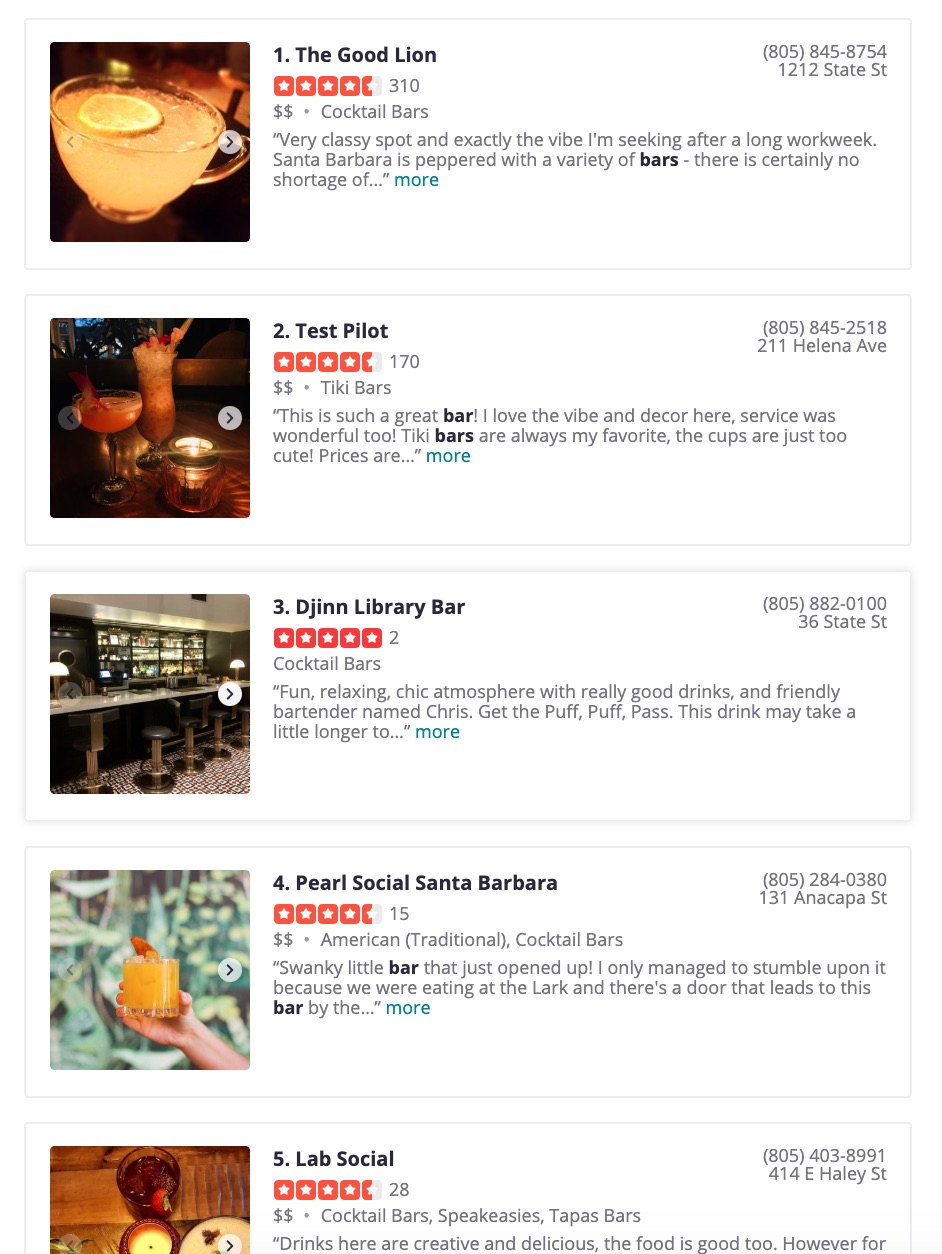 1. The Good Lion
(805) 845-8754
310
1212 State St
$$ • Cocktail Bars
“Very classy spot and exactly the vibe I'm seeking after a long workweek.
Santa Barbara is peppered with a variety of bars - there is certainly no
shortage of...” more
2. Test Pilot
(805) 845-2518
170
211 Helena Ave
$$ • Tiki Bars
“This is such a great bar! I love the vibe and decor here, service was
wonderful too! Tiki bars are always my favorite, the cups are just too
cute! Prices are...” more
3. Djinn Library Bar
(805) 882-0100
2
36 State St
Cocktail Bars
“Fun, relaxing, chic atmosphere with really good drinks, and friendly
bartender named Chris. Get the Puff, Puff, Pass. This drink may take a
little longer to...” more
4. Pearl Social Santa Barbara
(805) 284-0380
15
131 Anacapa St
$$ • American (Traditional), Cocktail Bars
“Swanky little bar that just opened up! I only managed to stumble upon it
because we were eating at the Lark and there's a door that leads to this
bar by the...” more
5. Lab Social
(805) 403-8991
28
414 E Haley St
$$ • Cocktail Bars, Speakeasies, Tapas Bars
“Drinks here are creative and delicious, the food is good too. However for